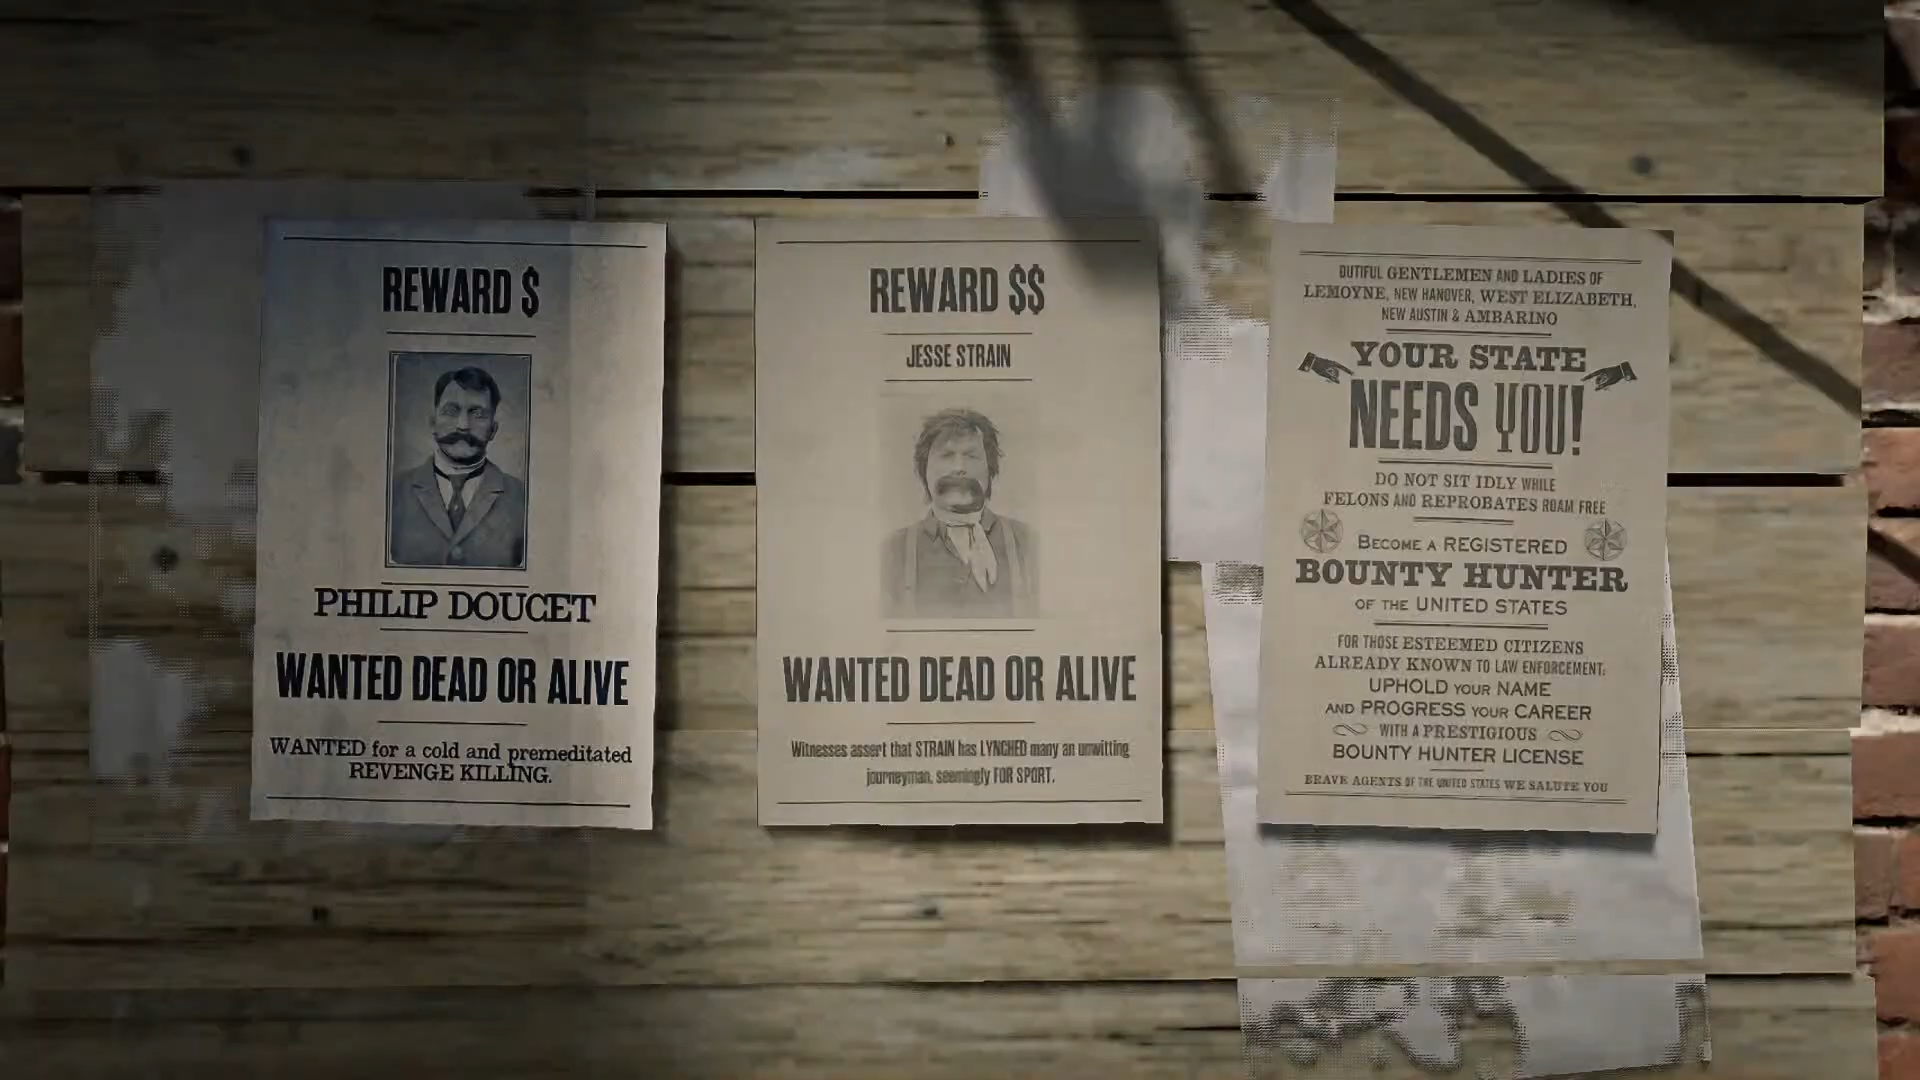 REWARD $
PHILIP DOUCET
WANTED DEAD OR ALIVE
WANTED for a cold and premeditated
REVENGE KILLING.
REWARD $$
JESSE STRAIN
WANTED DEAD OR ALIVE
Witnesses assert that STRAIN has LYNCHED many an unwitting
journeyman, seemingly FOR SPORT.
DUTIFUL GENTLEMEN AND LADIES OF
LEMOYNE, NEW HANOVER, WEST ELIZABETH,
NEW AUSTIN & AMBARINO
YOUR STATE
NEEDS YOU!
DO NOT SIT IDLY WHILE
FELONS AND REPROBATES ROAM FREE
BECOME A REGISTERED
BOUNTY HUNTER
OF THE UNITED STATES
FOR THOSE ESTEEMED CITIZENS
ALREADY KNOWN TO LAW ENFORCEMENT:
UPHOLD YOUR NAME
AND PROGRESS YOUR CAREER
WITH A PRESTIGIOUS
BOUNTY HUNTER LICENSE
BRAVE AGENTS OF THE UNITED STATES WE SALUTE YOU